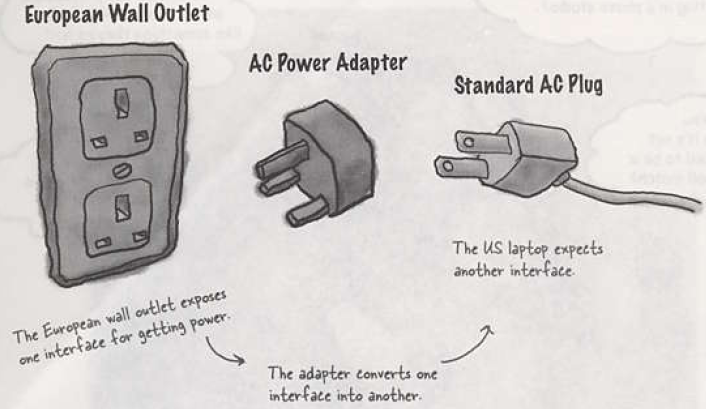 European Wall Outlet
AC Power Adapter
Standard AC Plug
The US laptop expects
another interface.
The European wall outlet exposes
one interface for getting power.
The adapter converts one
interface into another.